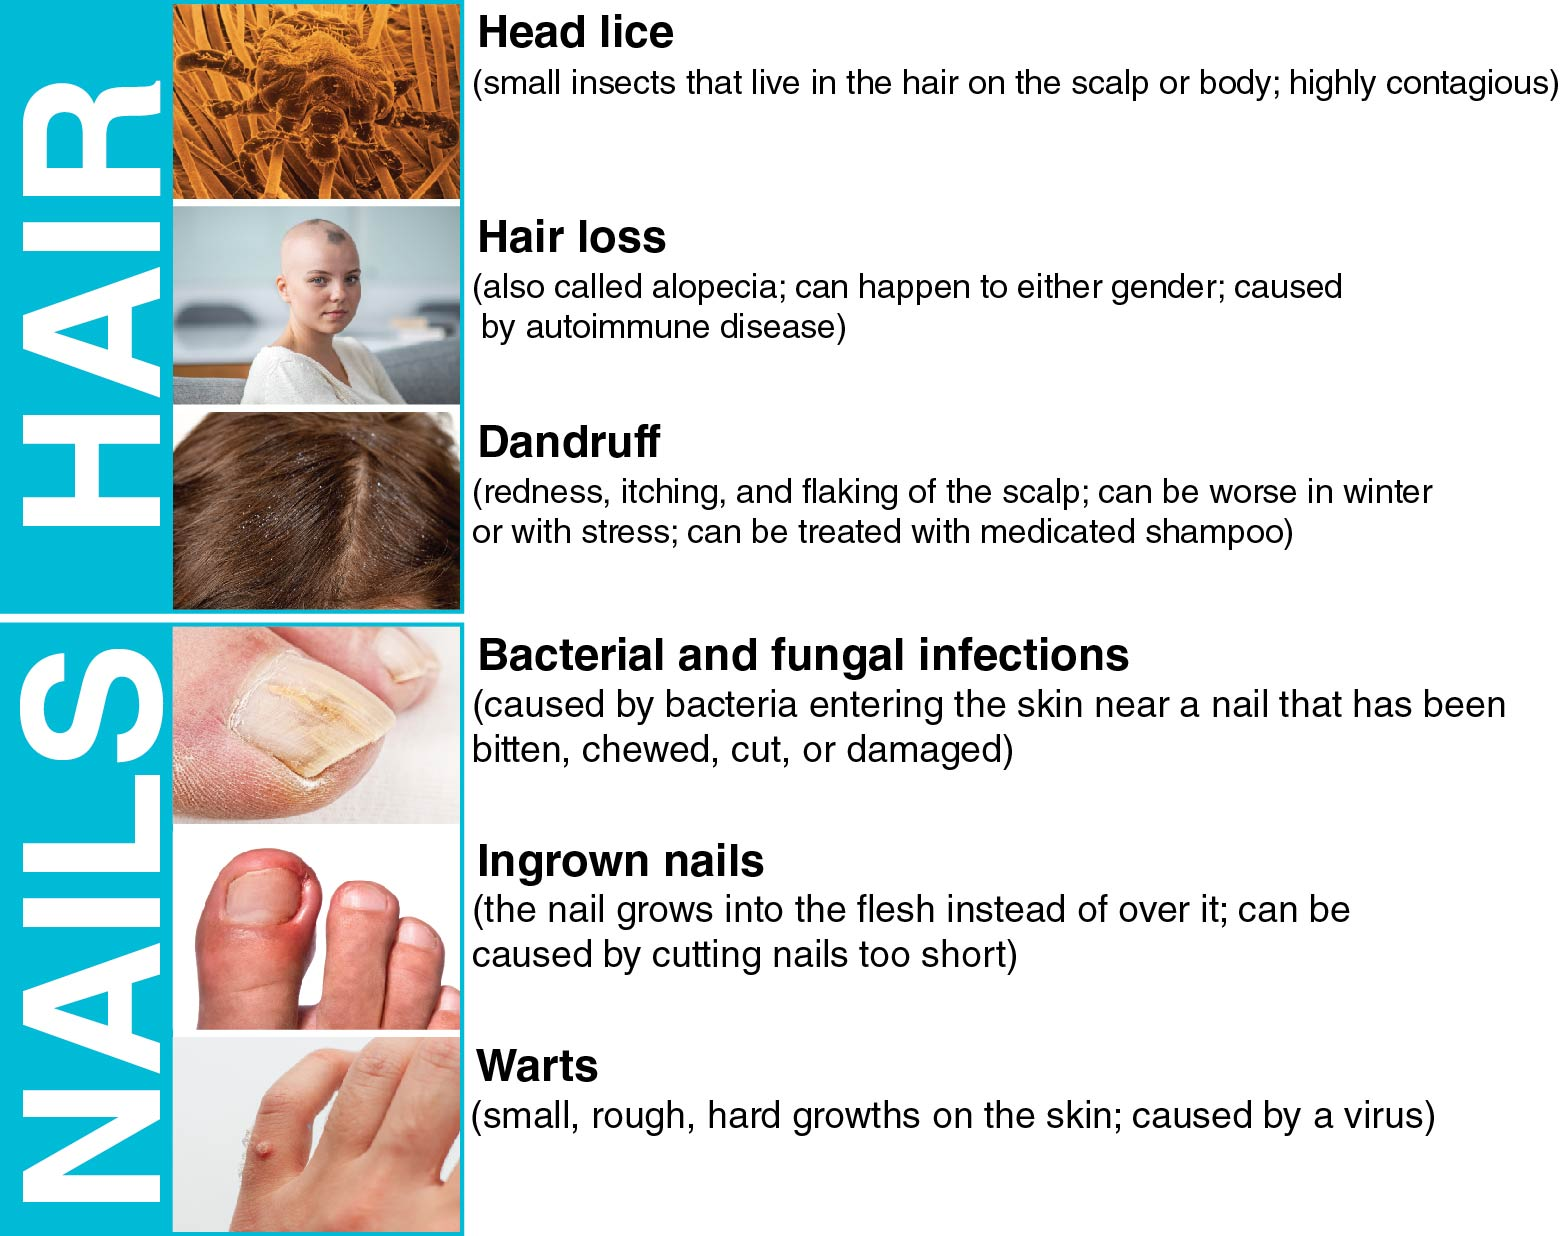 HAIR
Head lice
(small insects that live in the hair on the scalp or body; highly contagious)
Hair loss
(also called alopecia; can happen to either gender; caused
by autoimmune disease)
Dandruff
(redness, itching, and flaking of the scalp; can be worse in winter
or with stress; can be treated with medicated shampoo)
NAILS
Bacterial and fungal infections
(caused by bacteria entering the skin near a nail that has been
bitten, chewed, cut, or damaged)
Ingrown nails
(the nail grows into the flesh instead of over it; can be
caused by cutting nails too short)
Warts
(small, rough, hard growths on the skin; caused by a virus)